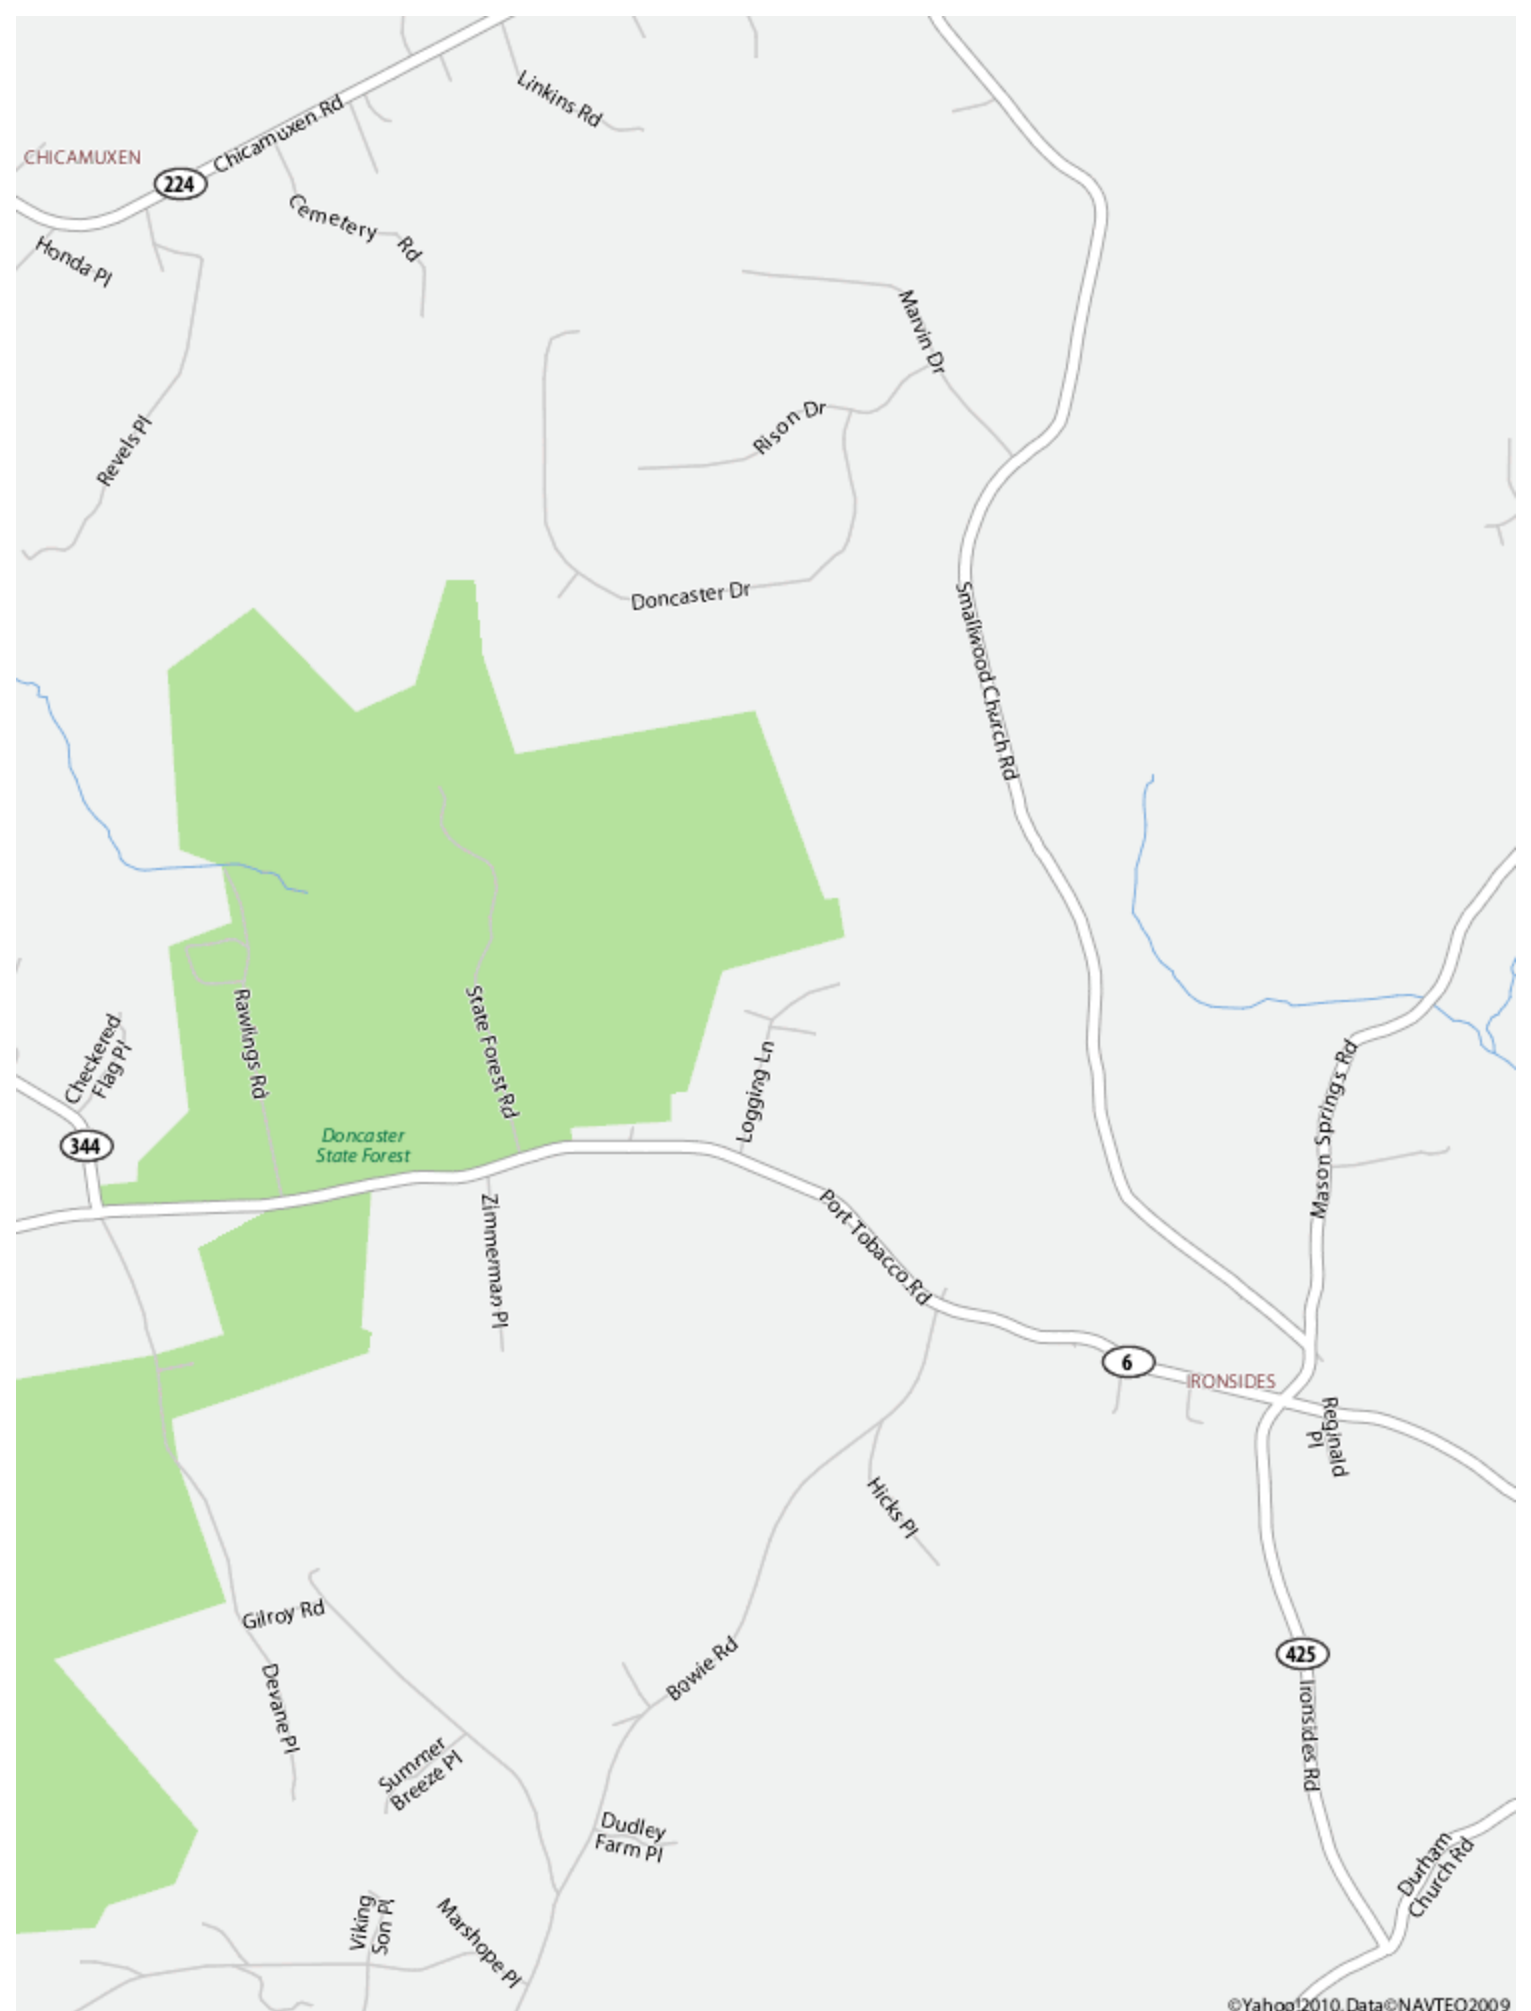 Linkins Rd
Chicamuxen Rd
CHICAMUXEN
224
Cemetery Rd
Honda Pl
Marvin Dr
Rison Dr
Revels Pl
Doncaster Dr
Smallwood Church Rd
Rawlings Rd
State Forest Rd
Checkered
Flag Pl
Logging Ln
Mason Springs Rd
344
Doncaster
State Forest
Zimmerman Pl
Port Tobacco Rd
6
IRONSIDES
Reginald
Pl
Hicks Pl
Gilroy Rd
Bowie Rd
425
Devane Pl
Ironsides Rd
Summer
Breeze Pl
Dudley
Farm Pl
Durham
Church Rd
Viking
Son Pl
Marshope Pl
©Yahoo!2010, Data©NAVTEQ2009